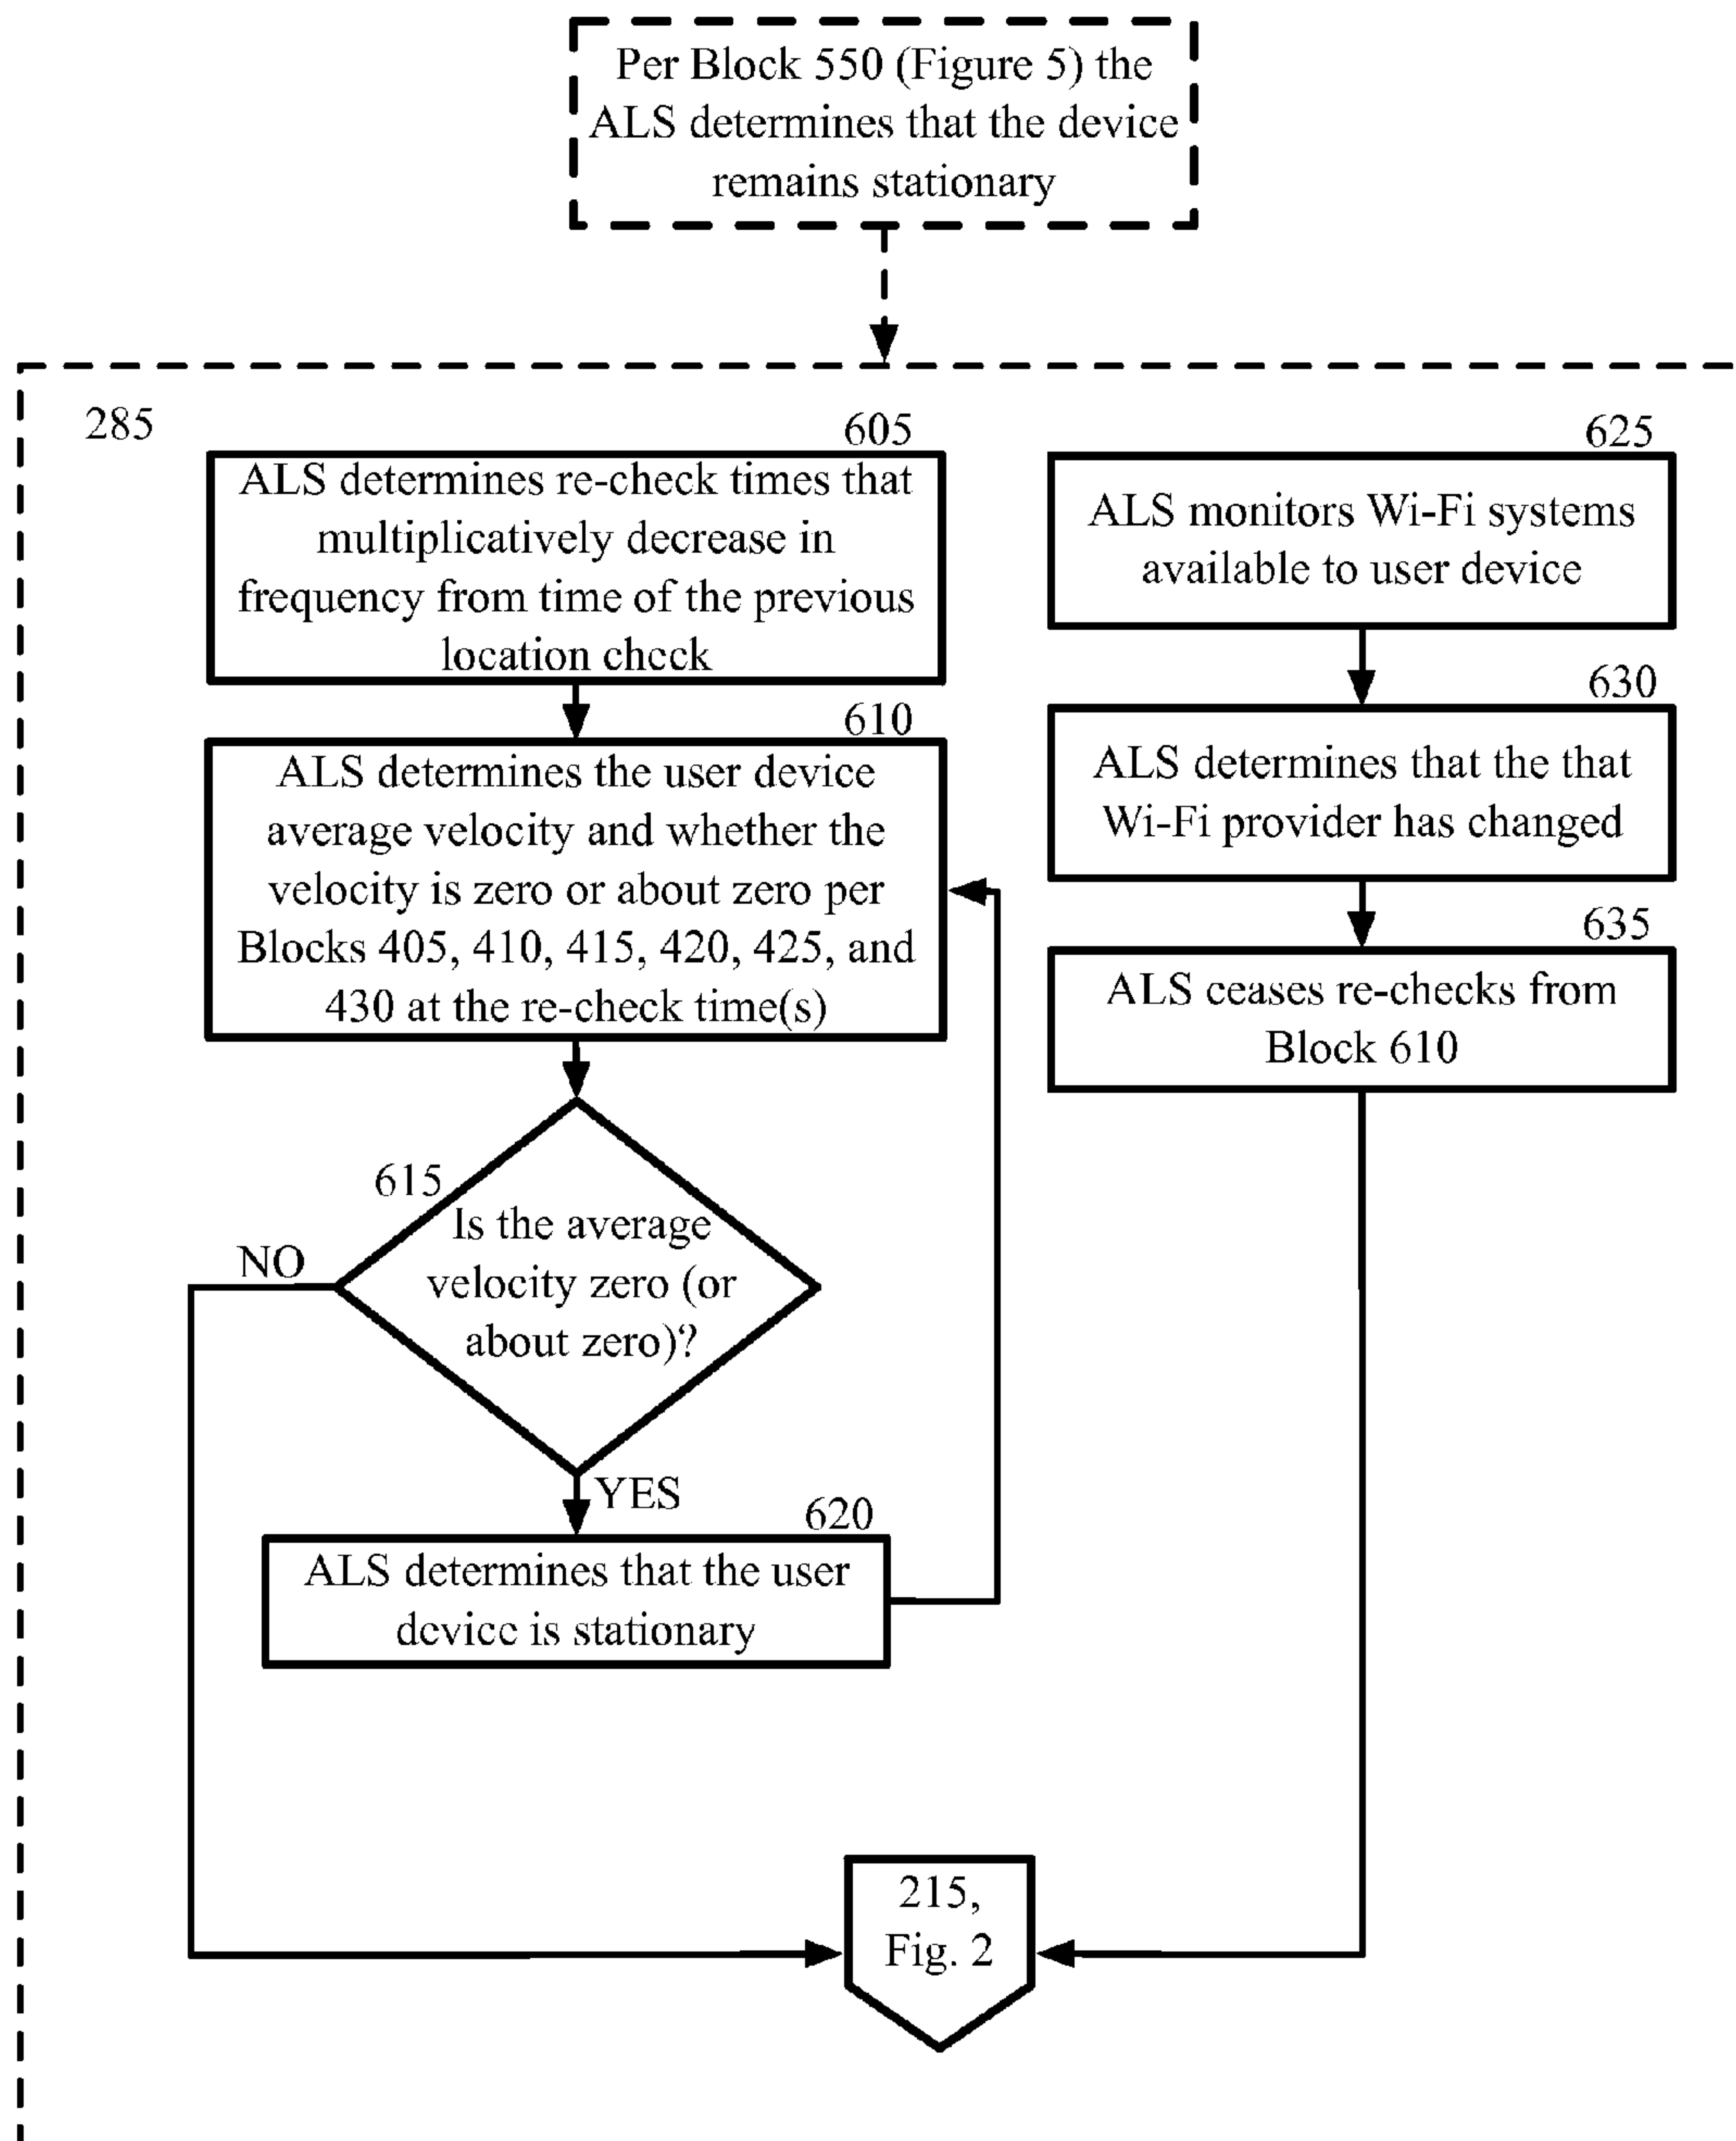 Per Block 550 (Figure 5) the
ALS determines that the device
remains stationary
285
605
ALS determines re-check times that
multiplicatively decrease in
frequency from time of the previous
location check
610
ALS determines the user device
average velocity and whether the
velocity is zero or about zero per
Blocks 405, 410, 415, 420, 425, and
430 at the re-check time(s)
615
Is the average
velocity zero (or
about zero)?
NO
YES
620
ALS determines that the user
device is stationary
625
ALS monitors Wi-Fi systems
available to user device
630
ALS determines that the that
Wi-Fi provider has changed
635
ALS ceases re-checks from
Block 610
215,
Fig. 2